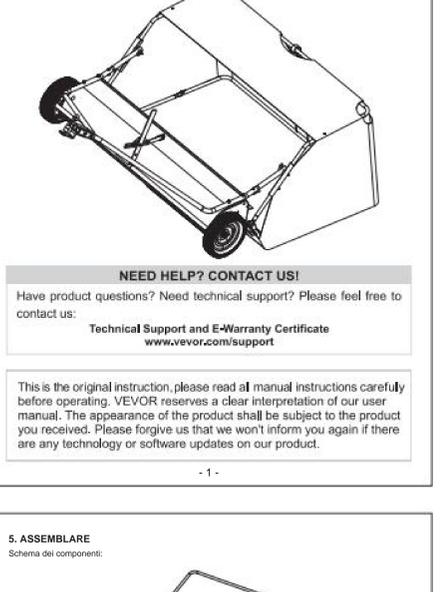 NEED HELP? CONTACT US!
Have product questions? Need technical support? Please feel free to
contact us:
Technical Support and E-Warranty Certificate
www.vevor.com/support
This is the original instruction, please read all manual instructions carefully
before operating. VEVOR reserves a clear interpretation of our user
manual. The appearance of the product shall be subject to the product
you received. Please forgive us that we won't inform you again if there
are any technology or software updates on our product.
- 1 -
5. ASSEMBLARE
Schema dei componenti: